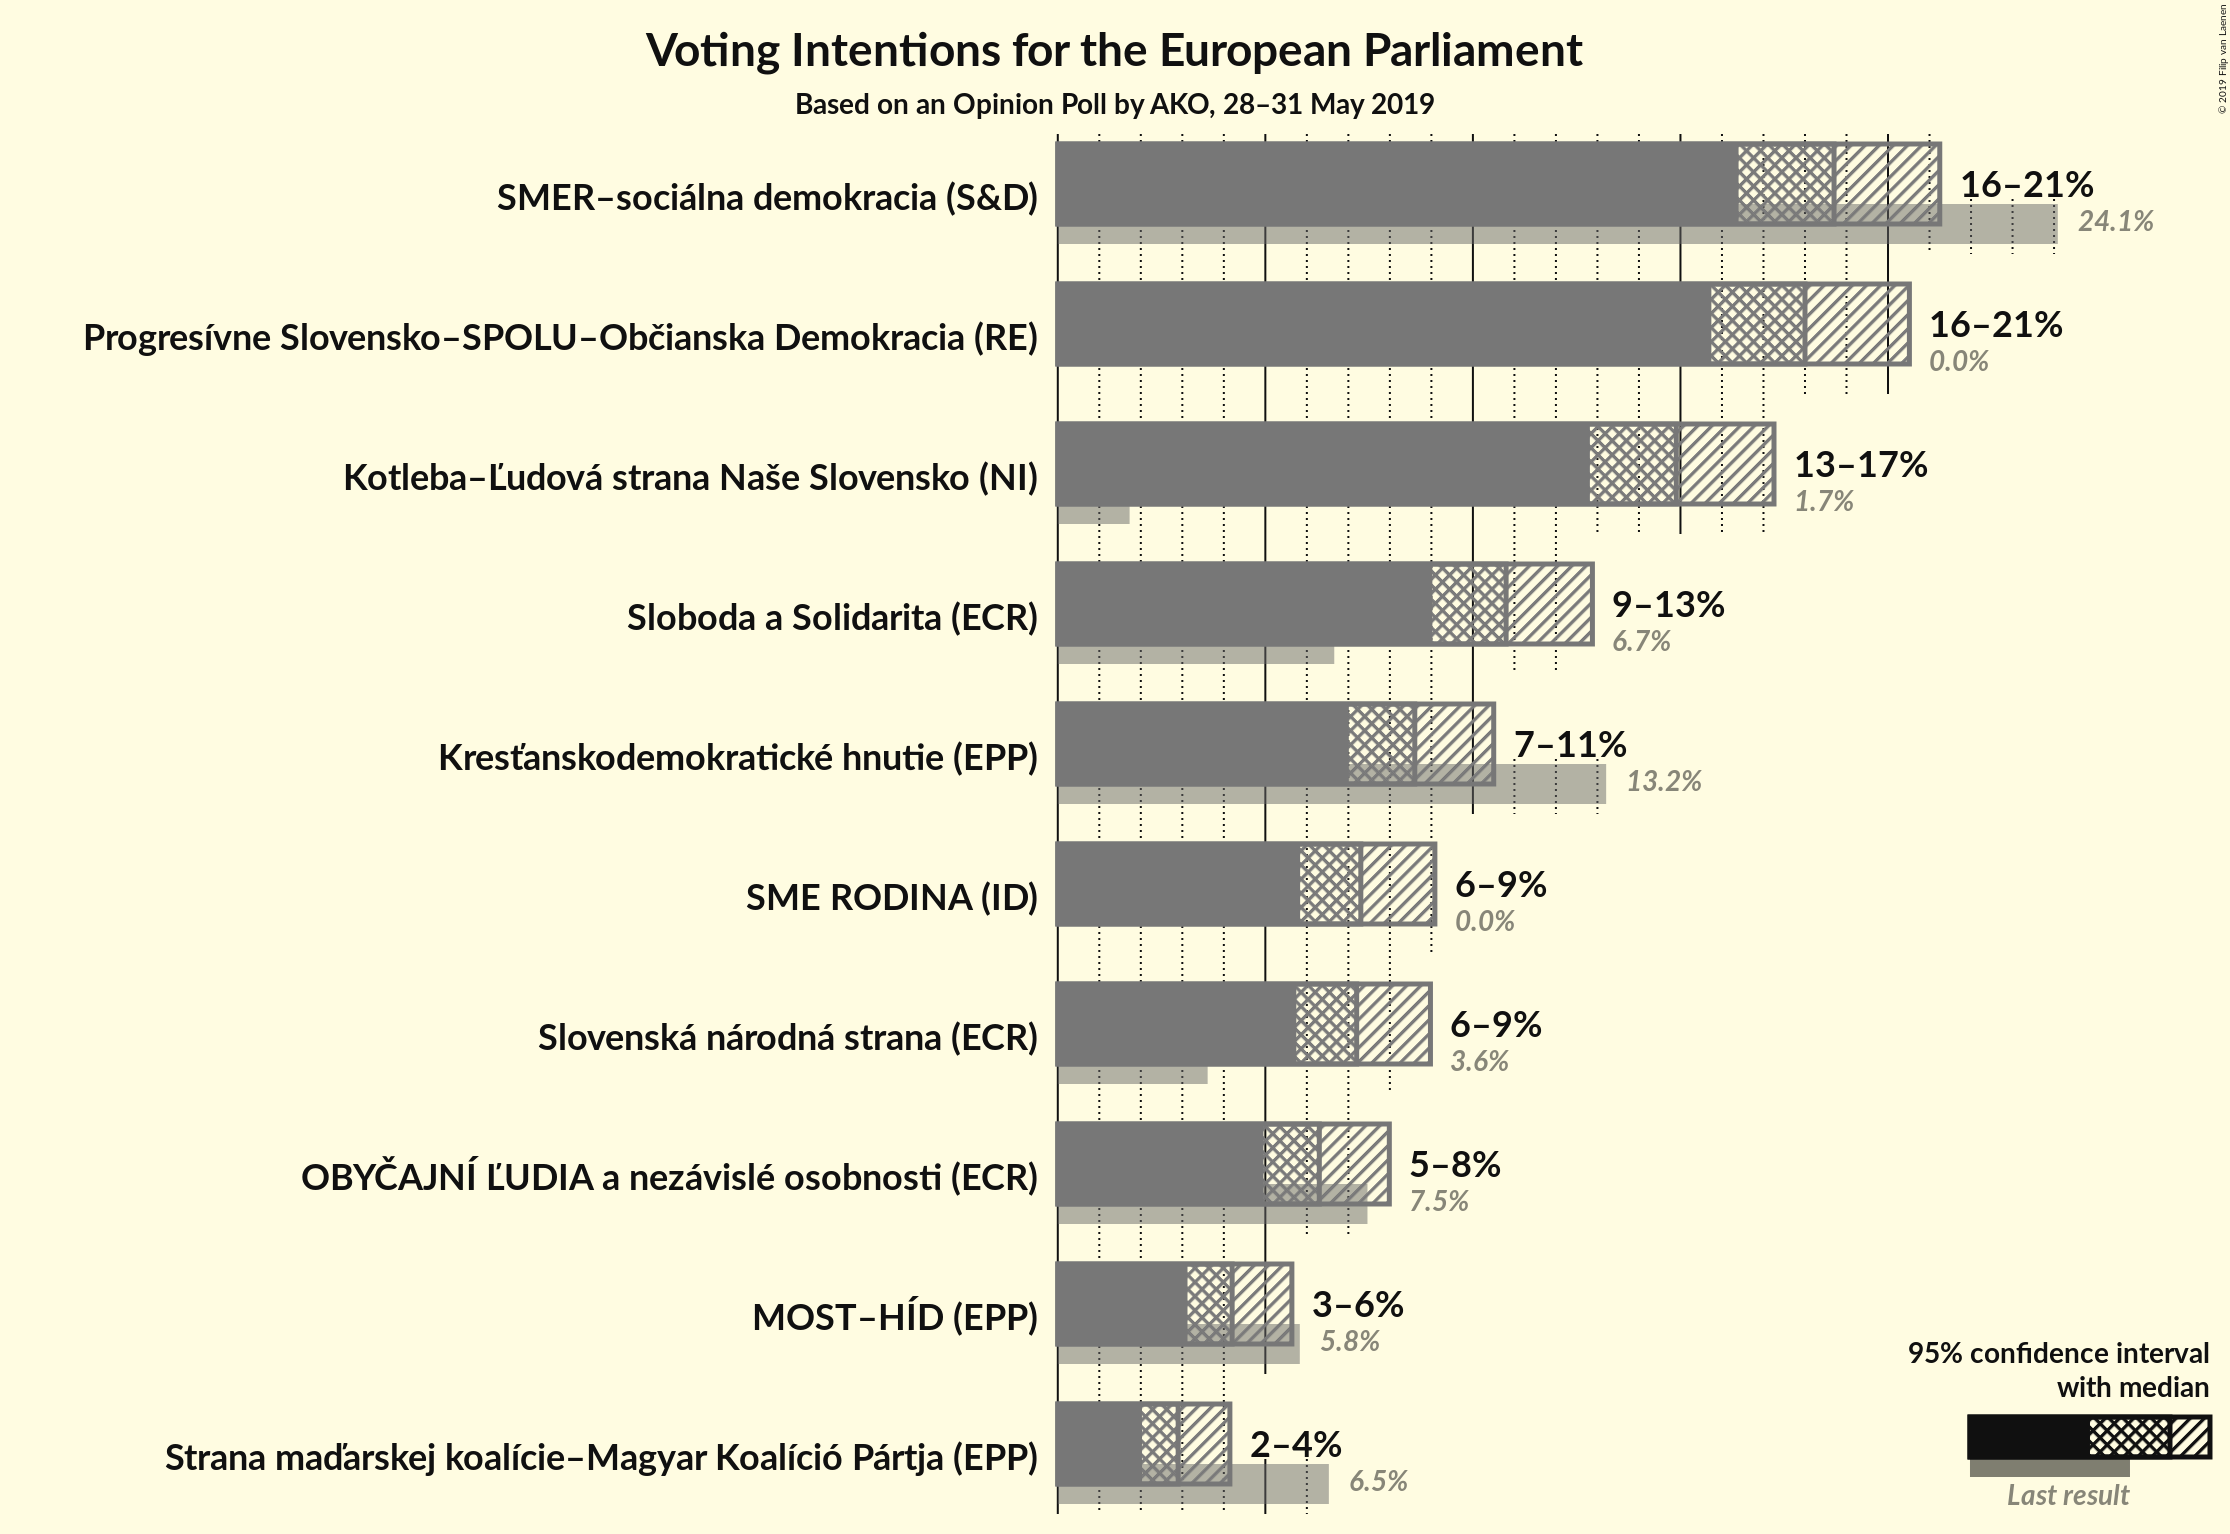 Voting Intentions for the European Parliament
Based on an Opinion Poll by AKO, 28–31 May 2019
© 2019 Filip van Laenen
SMER–sociálna demokracia (S&D)
16–21%
24.1%
Progresívne Slovensko–SPOLU–Občianska Demokracia (RE)
16–21%
0.0%
Kotleba–Ľudová strana Naše Slovensko (NI)
13–17%
1.7%
Sloboda a Solidarita (ECR)
9–13%
6.7%
Kresťanskodemokratické hnutie (EPP)
7–11%
13.2%
SME RODINA (ID)
6–9%
0.0%
Slovenská národná strana (ECR)
6–9%
3.6%
OBYČAJNÍ ĽUDIA a nezávislé osobnosti (ECR)
5–8%
7.5%
MOST–HÍD (EPP)
3–6%
5.8%
Strana maďarskej koalície–Magyar Koalíció Pártja (EPP)
2–4%
6.5%
95% confidence interval
with median
Last result